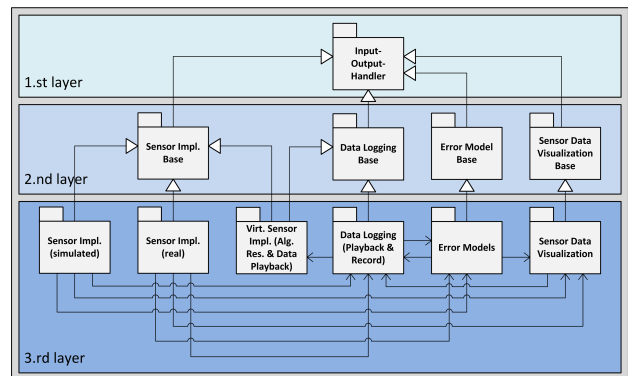 Input-
Output-
Handler
1.st layer
Sensor Impl.
Base
Data Logging
Base
Error Model
Base
Sensor Data
Visualization
Base
2.nd layer
Sensor Impl.
(simulated)
Sensor Impl.
(real)
Virt. Sensor
Impl. (Alg.
Res. & Data
Playback)
Data Logging
(Playback &
Record)
Error Models
Sensor Data
Visualization
3.rd layer